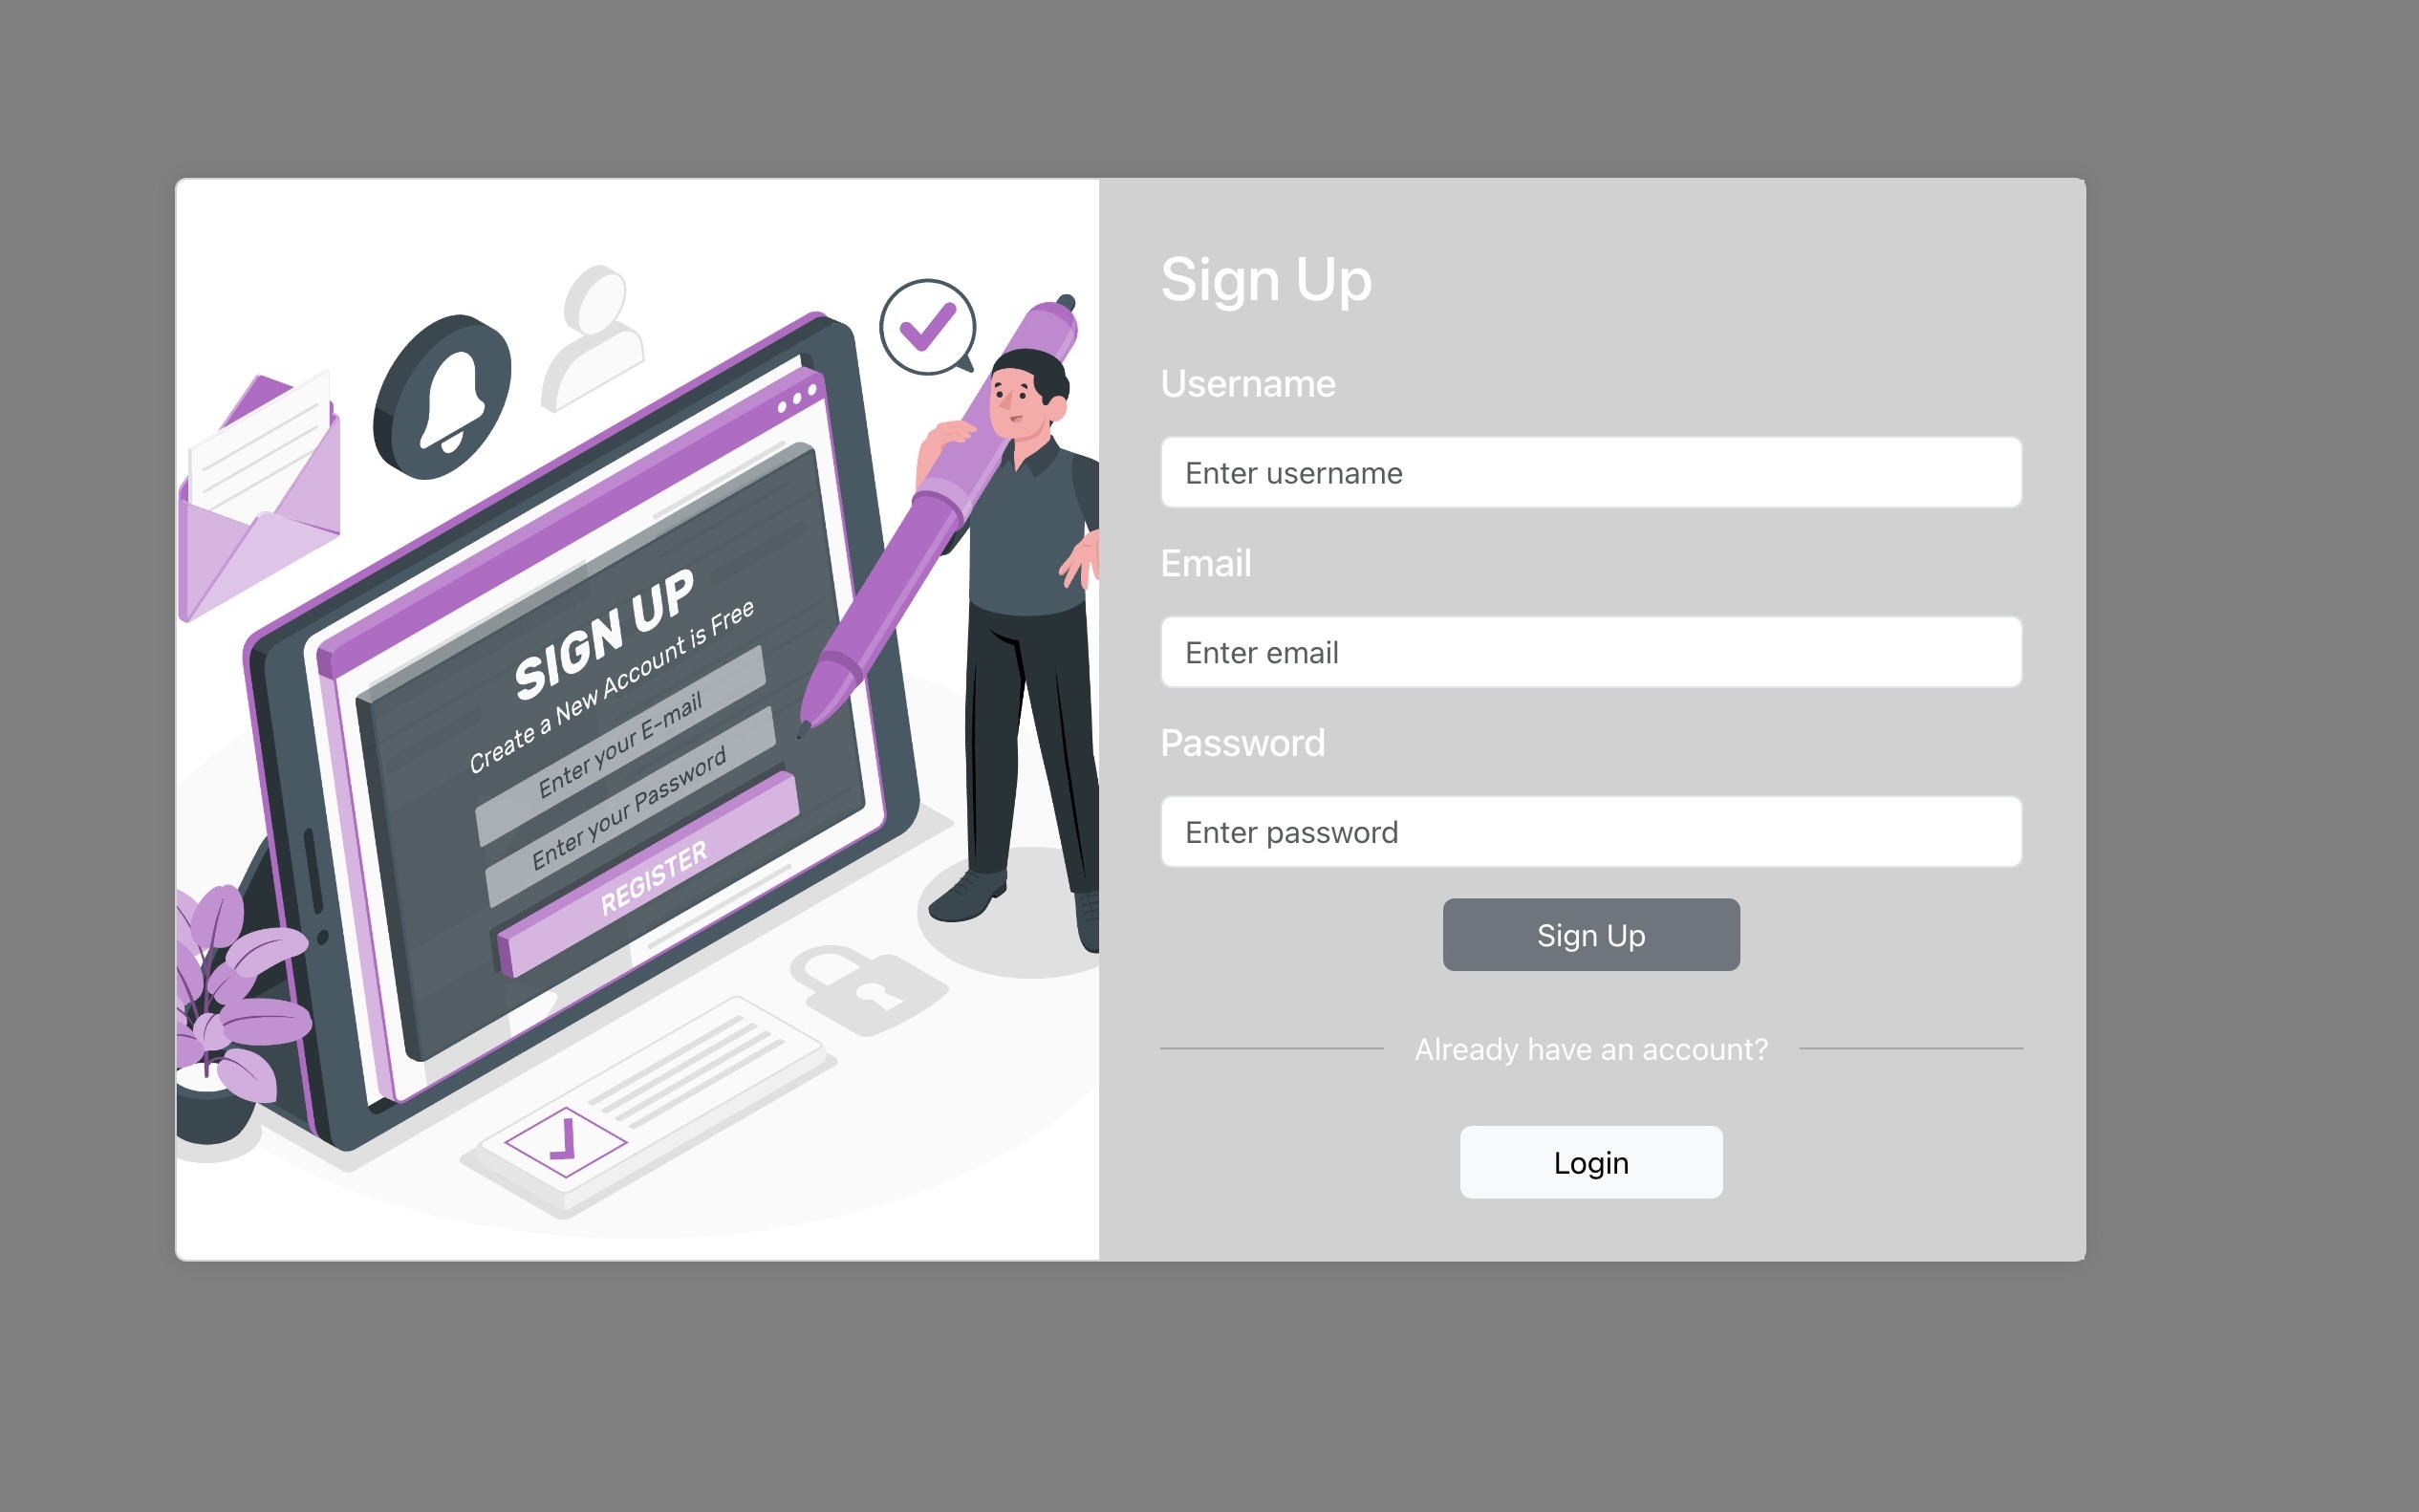 SIGN UP
Create a New Account is Free
Enter your E-mail
Enter your Password
REGISTER
Sign Up
Username
Enter username
Email
Enter email
Password
Enter password
Sign Up
Already have an account?
Login